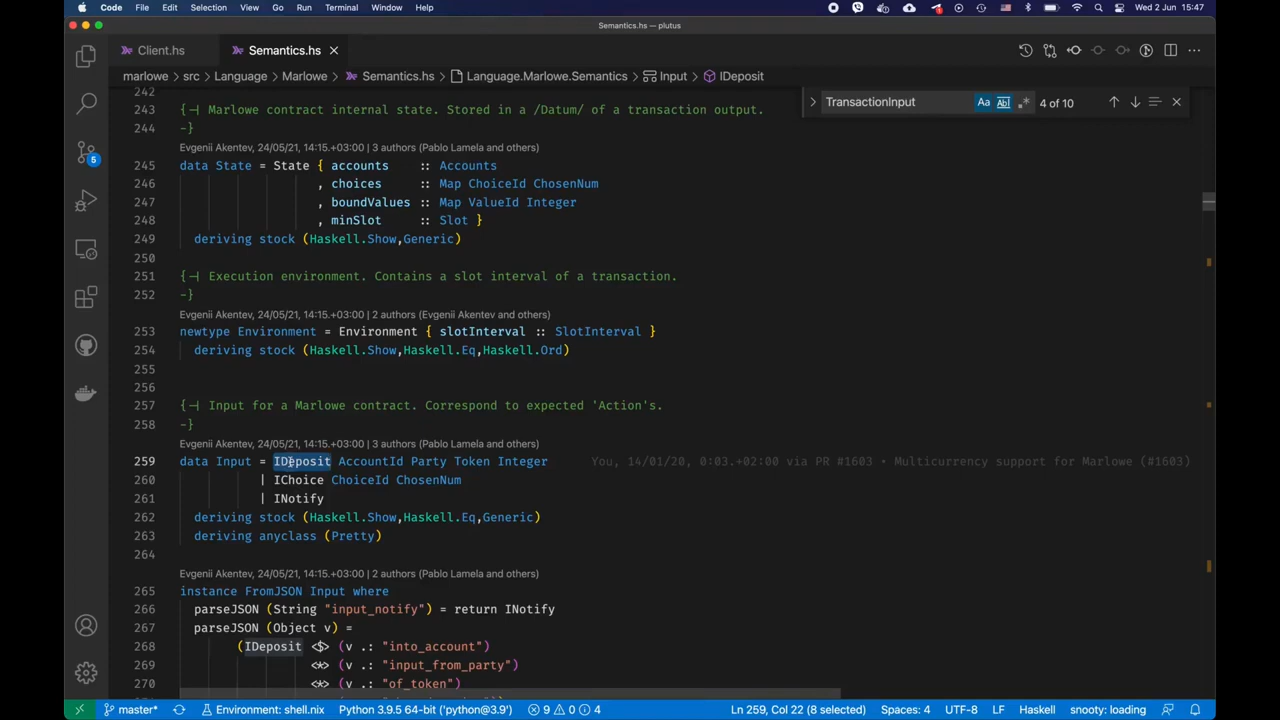 Code File Edit Selection View Go Run Terminal Window Help Wed 2 Jun 15:47
Semantics.hs — plutus
Client.hs Semantics.hs
marlowe > src > Language > Marlowe > Semantics.hs > Language.Marlowe.Semantics > Input > IDeposit
TransactionInput Aa Abl .* 4 of 10
242
243 {-| Marlowe contract internal state. Stored in a /Datum/ of a transaction output.
244 -}
Evgenii Akentev, 24/05/21, 14:15.+03:00 | 3 authors (Pablo Lamela and others)
245 data State = State { accounts :: Accounts
246 , choices :: Map ChoiceId ChosenNum
247 , boundValues :: Map ValueId Integer
248 , minSlot :: Slot }
249 deriving stock (Haskell.Show,Generic)
250
251 {-| Execution environment. Contains a slot interval of a transaction.
252 -}
Evgenii Akentev, 24/05/21, 14:15.+03:00 | 2 authors (Evgenii Akentev and others)
253 newtype Environment = Environment { slotInterval :: SlotInterval }
254 deriving stock (Haskell.Show,Haskell.Eq,Haskell.Ord)
255
256
257 {-| Input for a Marlowe contract. Correspond to expected 'Action's.
258 -}
Evgenii Akentev, 24/05/21, 14:15.+03:00 | 3 authors (Pablo Lamela and others)
259 data Input = IDeposit AccountId Party Token Integer You, 14/01/20, 0:03.+02:00 via PR #1603 • Multicurrency support for Marlowe (#1603)
260 | IChoice ChoiceId ChosenNum
261 | INotify
262 deriving stock (Haskell.Show,Haskell.Eq,Generic)
263 deriving anyclass (Pretty)
264
Evgenii Akentev, 24/05/21, 14:15.+03:00 | 2 authors (Pablo Lamela and others)
265 instance FromJSON Input where
266 parseJSON (String "input_notify") = return INotify
267 parseJSON (Object v) =
268 (IDeposit <$> (v .: "into_account")
269 <*> (v .: "input_from_party")
270 <*> (v .: "of_token")
5
master* Environment: shell.nix Python 3.9.5 64-bit ('python@3.9') 9 0 4 Ln 259, Col 22 (8 selected) Spaces: 4 UTF-8 LF Haskell snooty: loading